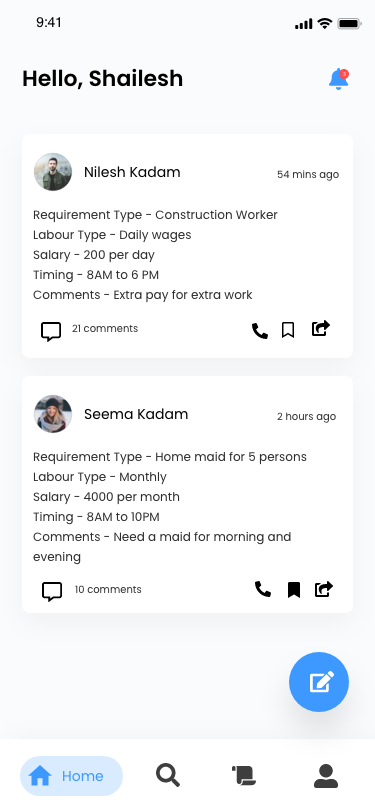 9:41
Hello, Shailesh
Nilesh Kadam
54 mins ago
Requirement Type - Construction Worker
Labour Type - Daily wages
Salary - 200 per day
Timing - 8AM to 6 PM
Comments - Extra pay for extra work
21 comments
Seema Kadam
2 hours ago
Requirement Type - Home maid for 5 persons
Labour Type - Monthly
Salary - 4000 per month
Timing - 8AM to 10PM
Comments - Need a maid for morning and
evening
10 comments
Home